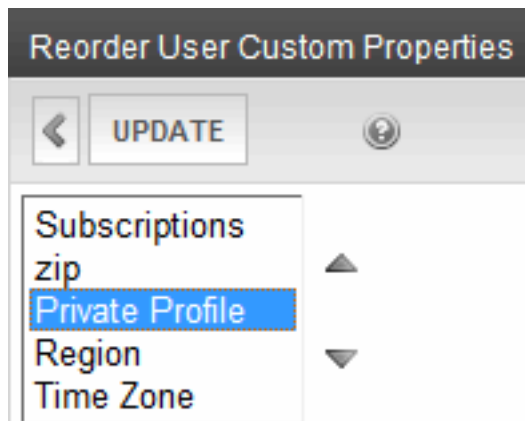 Reorder User Custom Properties
UPDATE
Subscriptions
zip
Private Profile
Region
Time Zone